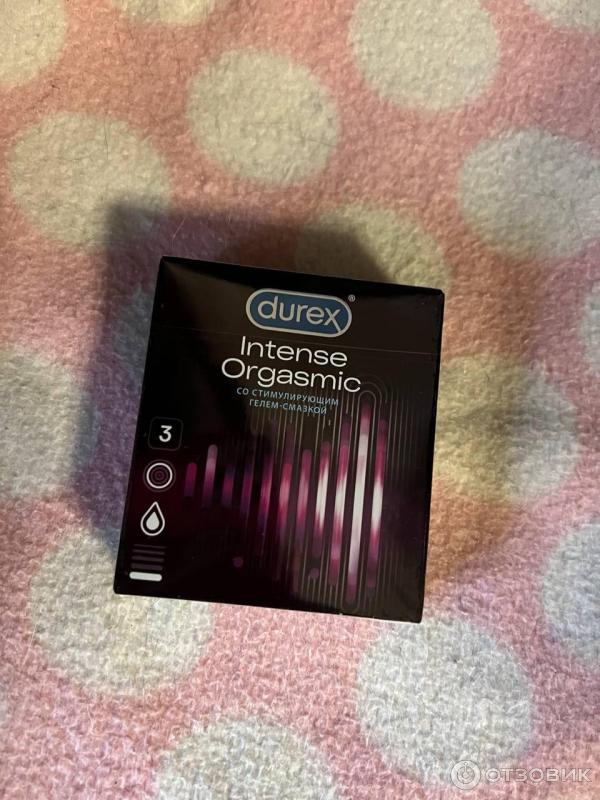 durex®
Intense
Orgasmic
СО СТИМУЛИРУЮЩИМ
ГЕЛЕМ-СМАЗКОЙ
3
ОТЗОВИК